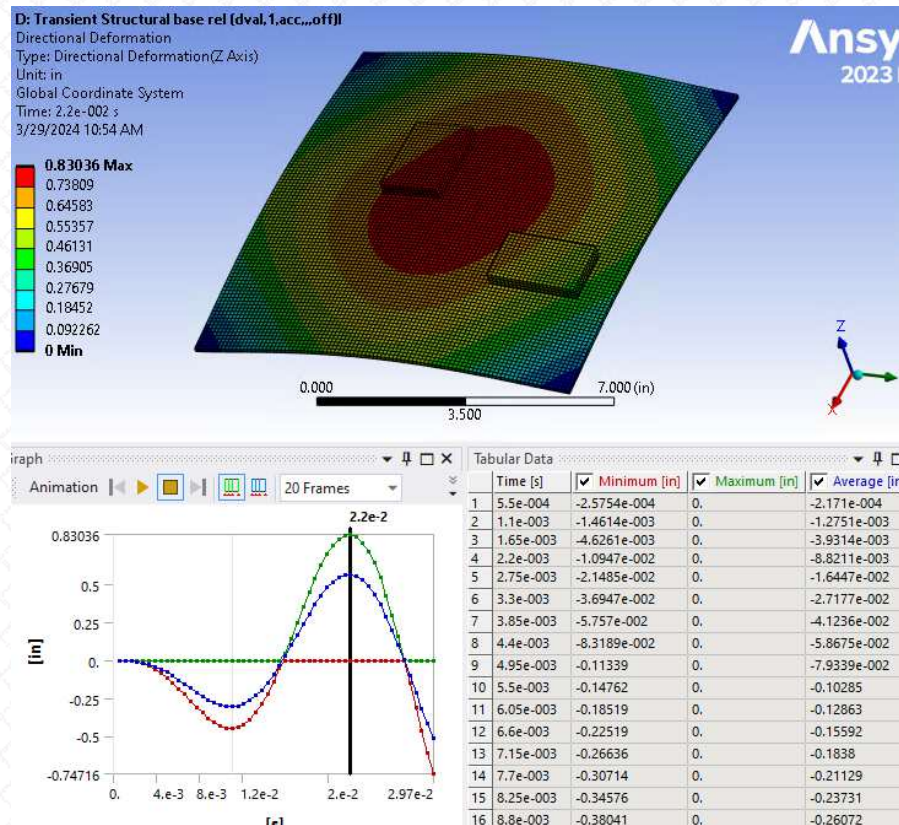 D: Transient Structural base rel (dval,1,acc,,,off)l
Directional Deformation
Type: Directional Deformation(Z Axis)
Unit: in
Global Coordinate System
Time: 2.2e-002 s
3/29/2024 10:54 AM
0.83036 Max
0.73809
0.64583
0.55357
0.46131
0.36905
0.27679
0.18452
0.092262
0 Min
Ansy
2023
Z
X
0.000 7.000 (in)
3.500
raph
Animation 20 Frames
2.2e-2
0.83036
0.5
0.25
0.
-0.25
-0.5
-0.74716
[in]
0. 4.e-3 8.e-3 1.2e-2 2.e-2 2.97e-2
[s]
Tabular Data
Time [s] Minimum [in] Maximum [in] Average [in
1 5.5e-004 -2.5754e-004 0. -2.171e-004
2 1.1e-003 -1.4614e-003 0. -1.2751e-003
3 1.65e-003 -4.6261e-003 0. -3.9314e-003
4 2.2e-003 -1.0947e-002 0. -8.8211e-003
5 2.75e-003 -2.1485e-002 0. -1.6447e-002
6 3.3e-003 -3.6947e-002 0. -2.7177e-002
7 3.85e-003 -5.757e-002 0. -4.1236e-002
8 4.4e-003 -8.3189e-002 0. -5.8675e-002
9 4.95e-003 -0.11339 0. -7.9339e-002
10 5.5e-003 -0.14762 0. -0.10285
11 6.05e-003 -0.18519 0. -0.12863
12 6.6e-003 -0.22519 0. -0.15592
13 7.15e-003 -0.26636 0. -0.1838
14 7.7e-003 -0.30714 0. -0.21129
15 8.25e-003 -0.34576 0. -0.23731
16 8.8e-003 -0.38041 0. -0.26072